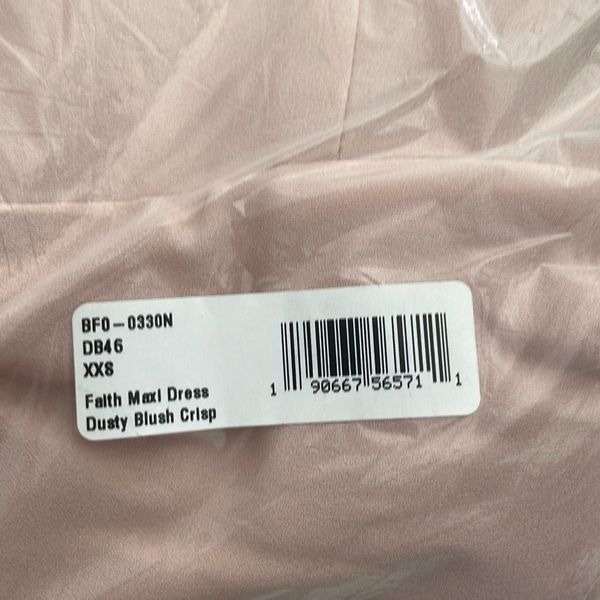 BF0-0330N
DB46
XXS
Faith Maxi Dress
Dusty Blush Crisp
1 90667 56571 1